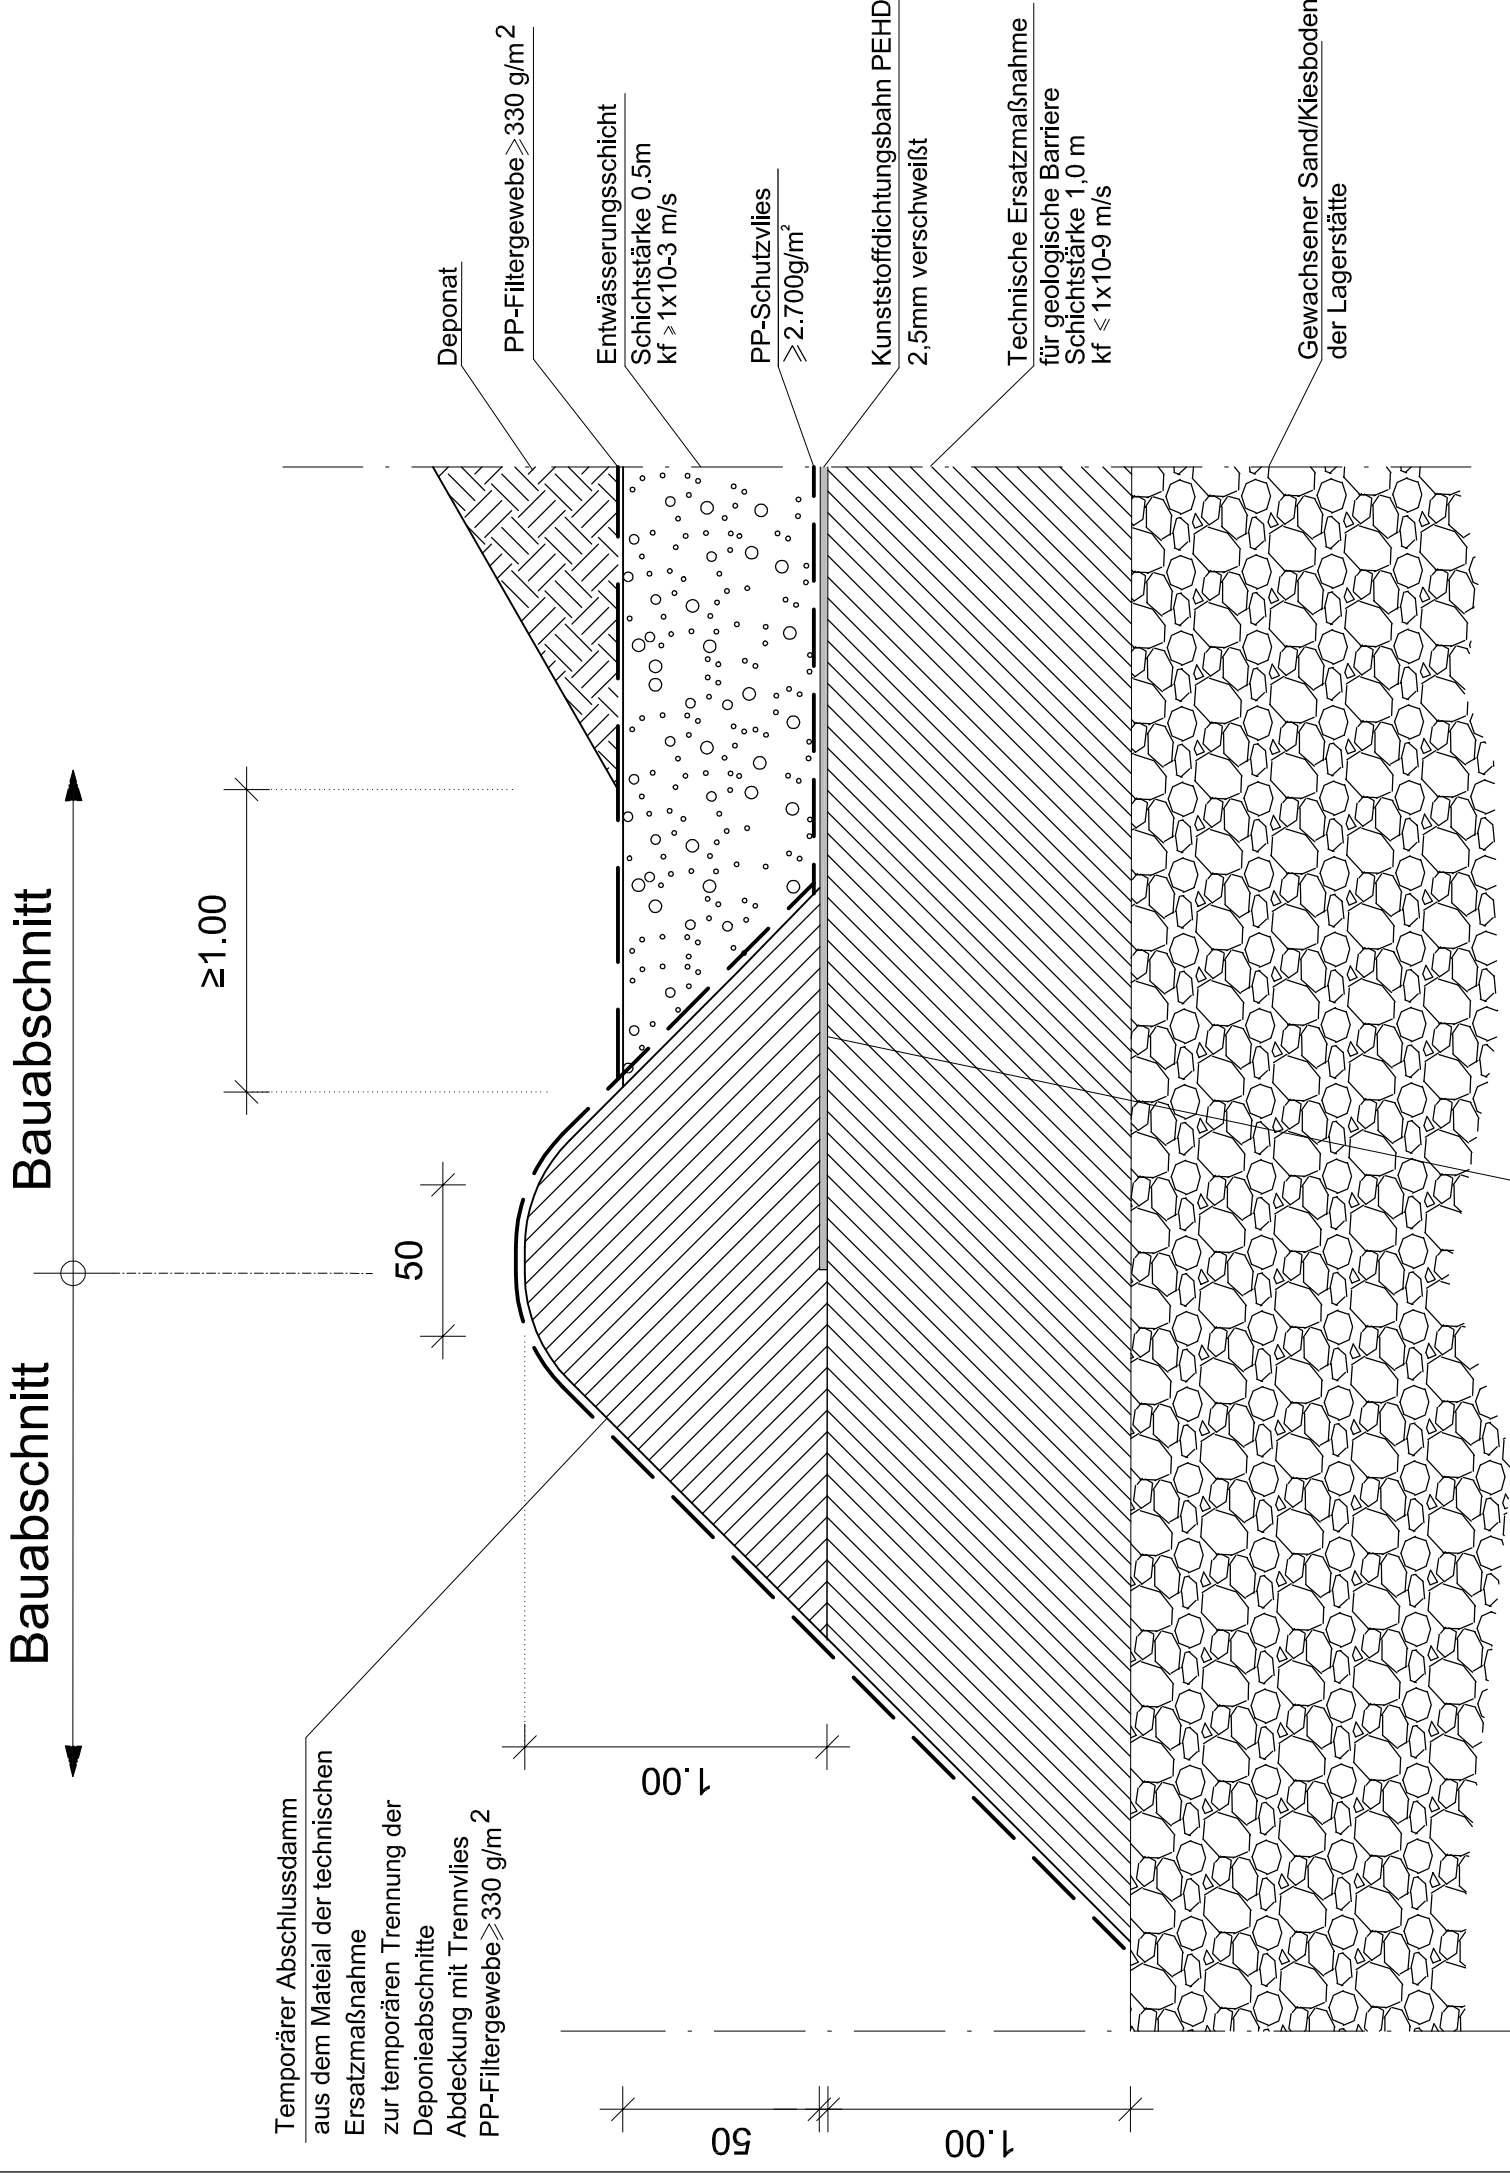 Bauabschnitt
Bauabschnitt
≥1.00
50
Temporärer Abschlussdamm
aus dem Mateial der technischen
Ersatzmaßnahme
zur temporären Trennung der
Deponieabschnitte
Abdeckung mit Trennvlies
PP-Filtergewebe⩾330 g/m2
1.00
50
1.00
Deponat
PP-Filtergewebe⩾330 g/m2
Entwässerungsschicht
Schichtstärke 0.5m
kf ⩾ 1x10-3 m/s
PP-Schutzvlies
⩾2.700g/m²
Kunststoffdichtungsbahn PEHD
2,5mm verschweißt
Technische Ersatzmaßnahme
für geologische Barriere
Schichtstärke 1,0 m
kf ⩽ 1x10-9 m/s
Gewachsener Sand/Kiesboden
der Lagerstätte